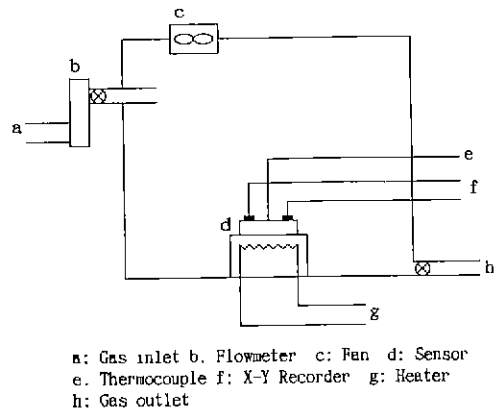 c
b
a
e
f
d
h
g
a: Gas inlet b. Flowmeter c: Fan d: Sensor
e. Thermocouple f: X-Y Recorder g: Heater
h: Gas outlet